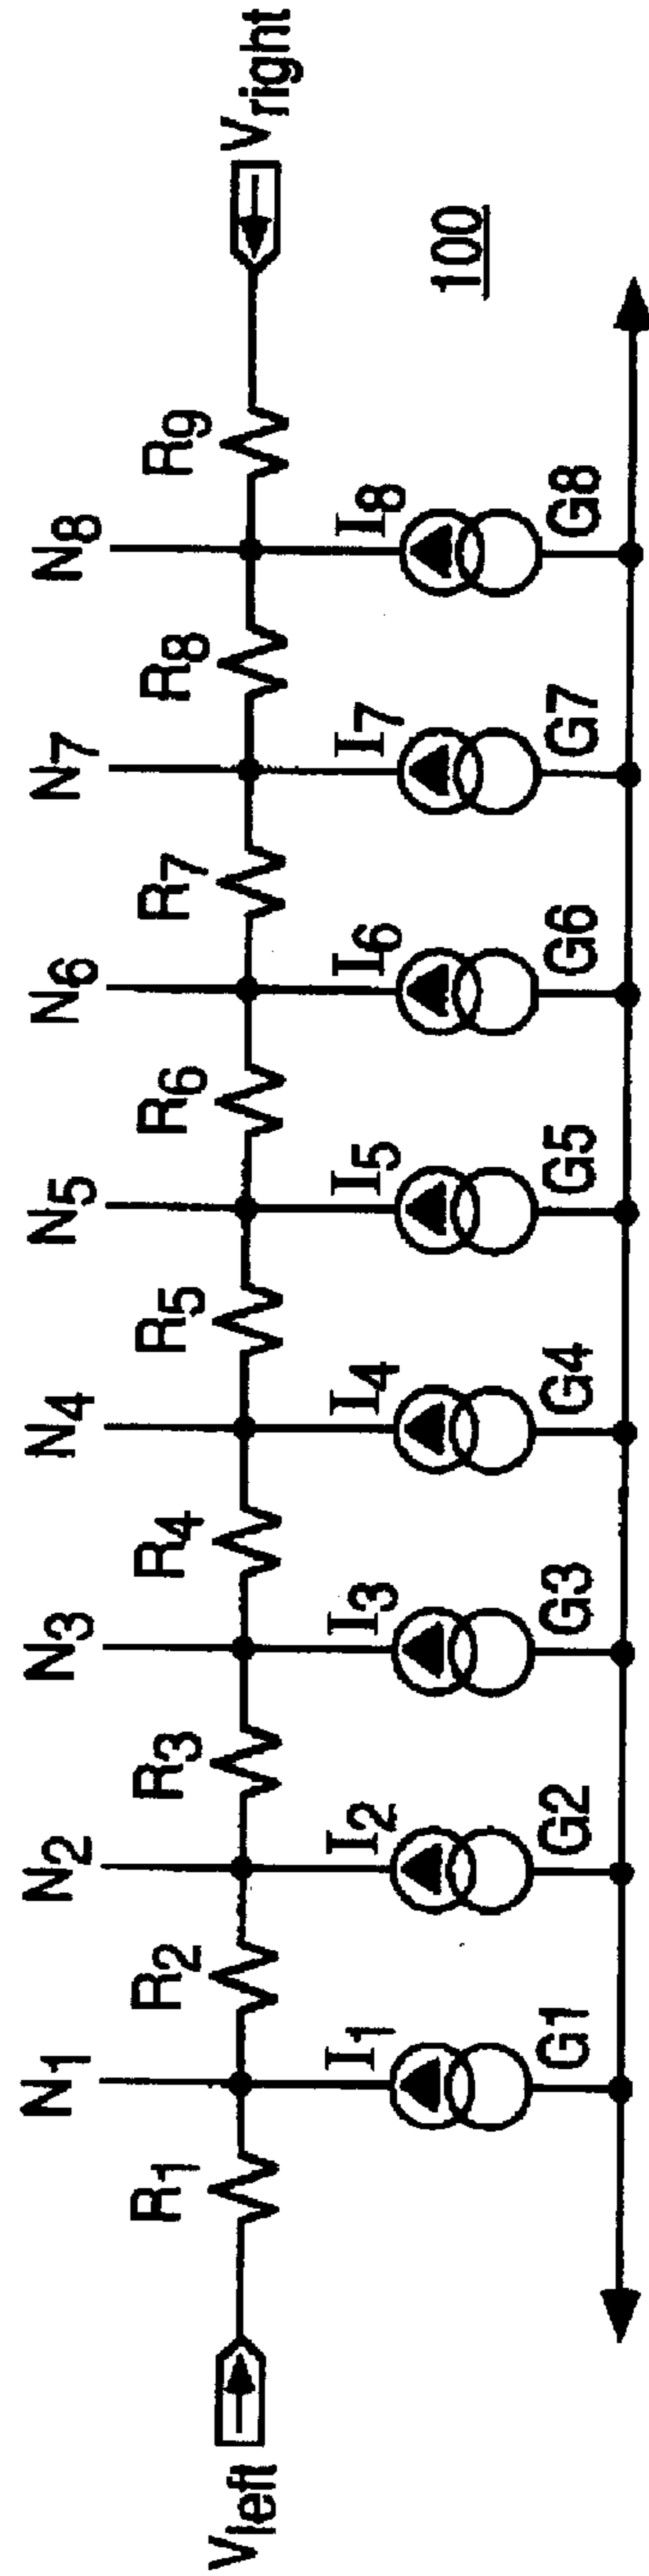 N1 N2 N3 N4 N5 N6 N7 N8
Vleft R1 R2 R3 R4 R5 R6 R7 R8 R9 Vright
I1 I2 I3 I4 I5 I6 I7 I8
100
G1 G2 G3 G4 G5 G6 G7 G8